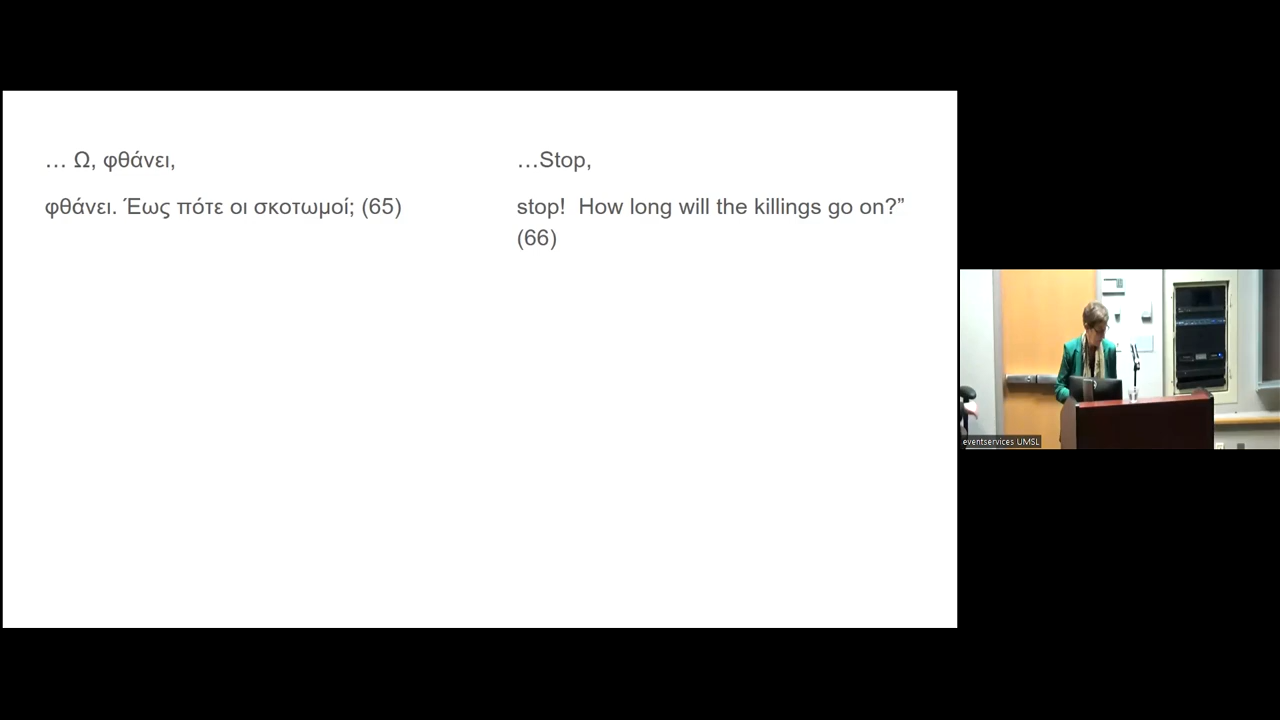 … Ω, φθάνει,
φθάνει. Έως πότε οι σκοτωμοί; (65)
…Stop,
stop!  How long will the killings go on?”
(66)
eventservices UMSL